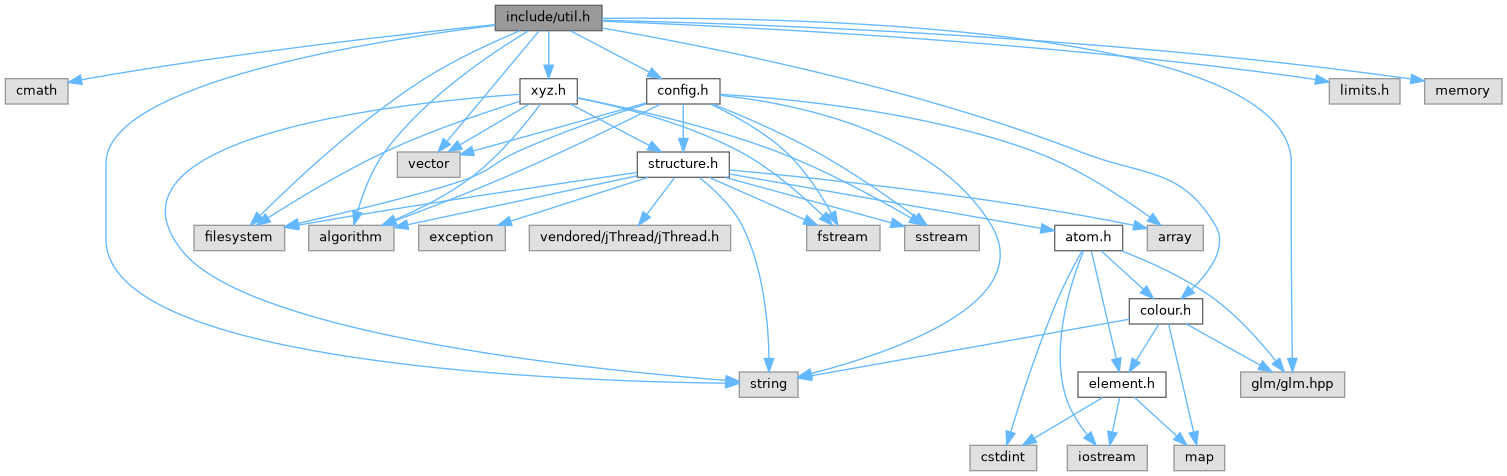 include/util.h
cmath
xyz.h
config.h
limits.h
memory
vector
structure.h
filesystem
algorithm
exception
vendored/jThread/jThread.h
fstream
sstream
atom.h
array
colour.h
string
element.h
glm/glm.hpp
cstdint
iostream
map